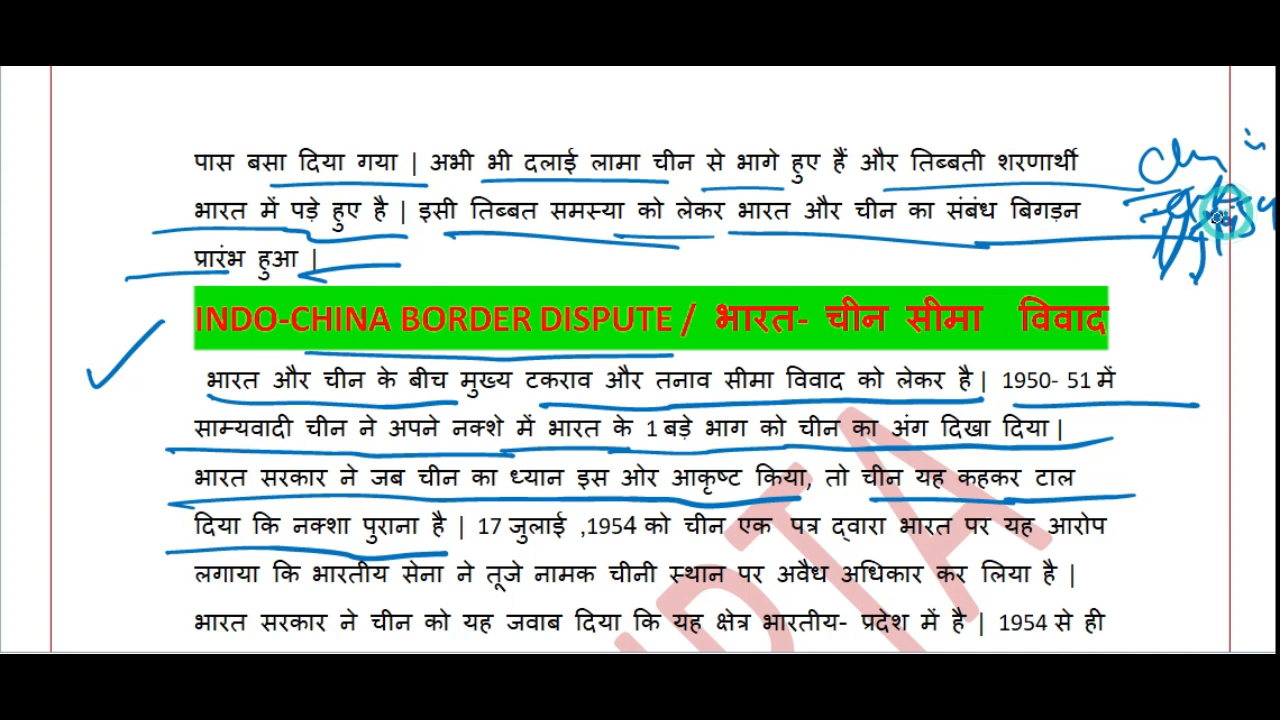 पास बसा दिया गया | अभी भी दलाई लामा चीन से भागे हुए हैं और तिब्बती शरणार्थी
भारत में पड़े हुए है | इसी तिब्बत समस्या को लेकर भारत और चीन का संबंध बिगड़न
प्रारंभ हुआ |
INDO-CHINA BORDER DISPUTE / भारत- चीन सीमा विवाद
भारत और चीन के बीच मुख्य टकराव और तनाव सीमा विवाद को लेकर है | 1950- 51 में
साम्यवादी चीन ने अपने नक्शे में भारत के 1 बड़े भाग को चीन का अंग दिखा दिया |
भारत सरकार ने जब चीन का ध्यान इस ओर आकृष्ट किया, तो चीन यह कहकर टाल
दिया कि नक्शा पुराना है | 17 जुलाई ,1954 को चीन एक पत्र द्वारा भारत पर यह आरोप
लगाया कि भारतीय सेना ने तूजे नामक चीनी स्थान पर अवैध अधिकार कर लिया है |
भारत सरकार ने चीन को यह जवाब दिया कि यह क्षेत्र भारतीय- प्रदेश में है | 1954 से ही